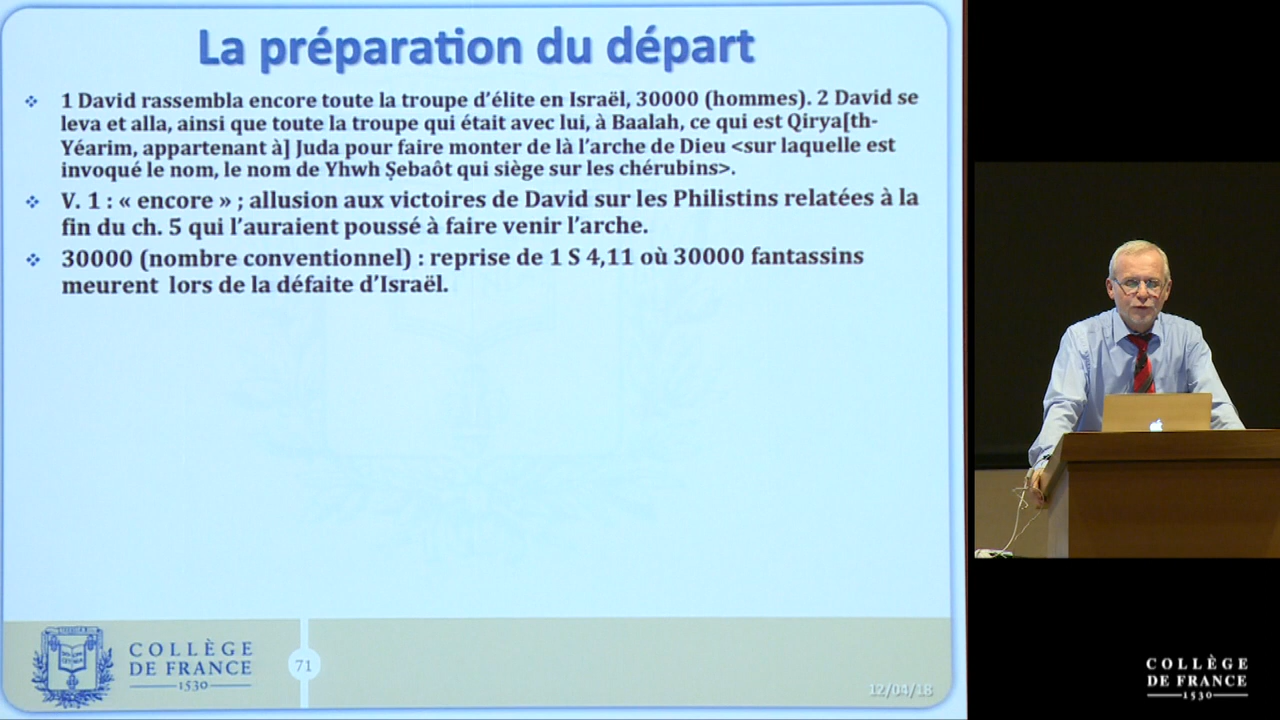 La préparation du départ
1 David rassembla encore toute la troupe d'élite en Israël, 30000 (hommes). 2 David se
leva et alla, ainsi que toute la troupe qui était avec lui, à Baalah, ce qui est Qirya[th-
Yéarim, appartenant à] Juda pour faire monter de là l'arche de Dieu <sur laquelle est
invoqué le nom, le nom de Yhwh Ṣebaôt qui siège sur les chérubins>.
V. 1 : « encore » ; allusion aux victoires de David sur les Philistins relatées à la
fin du ch. 5 qui l'auraient poussé à faire venir l'arche.
30000 (nombre conventionnel) : reprise de 1 S 4,11 où 30000 fantassins
meurent lors de la défaite d'Israël.
COLLÈGE
DE FRANCE
1530
71
12/04/18
COLLÈGE
DE FRANCE
1530